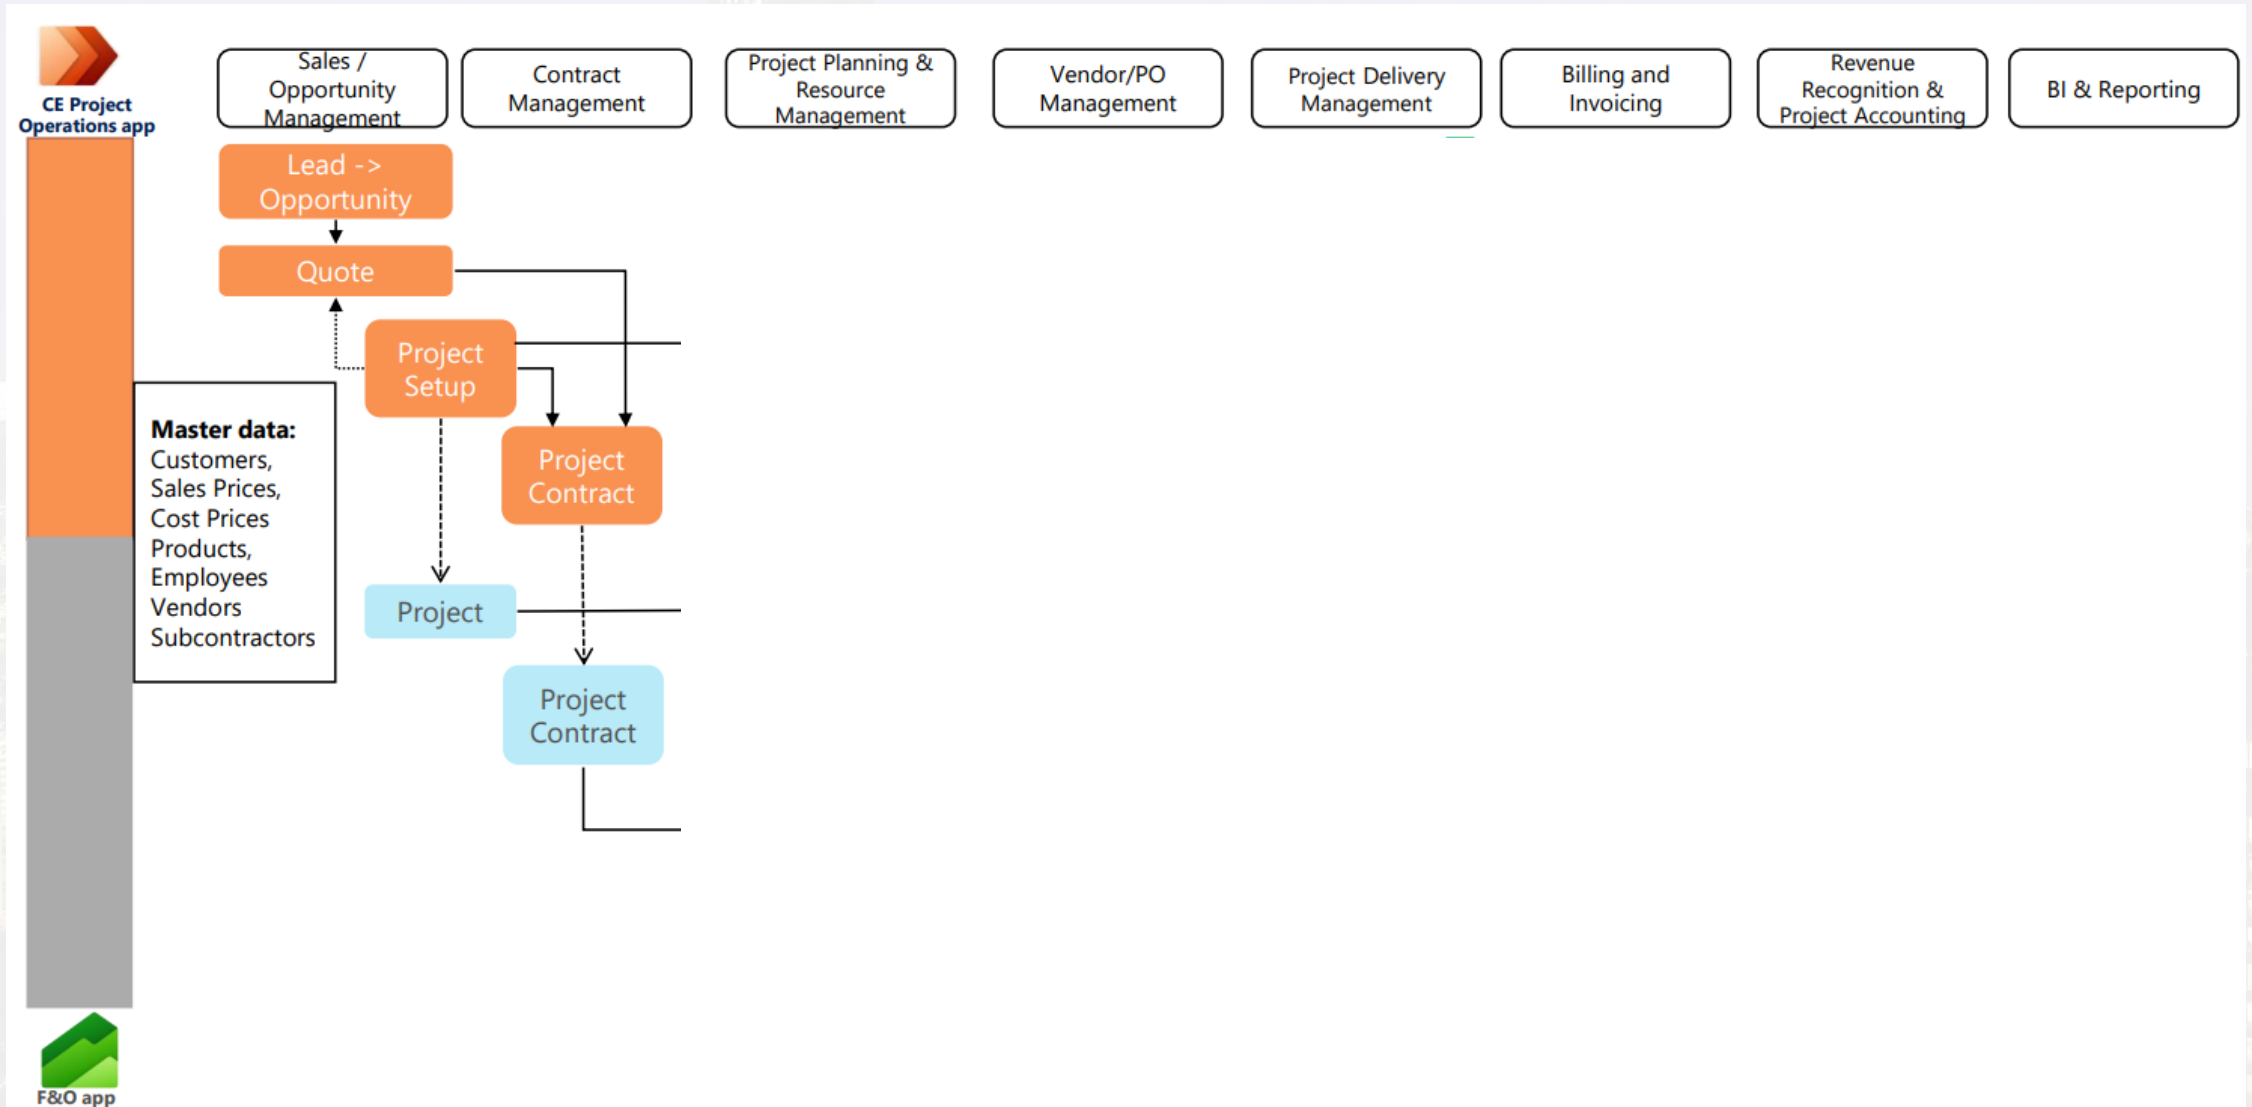 CE Project
Operations app
Sales /
Opportunity
Management
Contract
Management
Project Planning &
Resource
Management
Vendor/PO
Management
Project Delivery
Management
Billing and
Invoicing
Revenue
Recognition &
Project Accounting
BI & Reporting
Lead ->
Opportunity
Quote
Project
Setup
Project
Contract
Master data:
Customers,
Sales Prices,
Cost Prices
Products,
Employees
Vendors
Subcontractors
Project
Project
Contract
F&O app